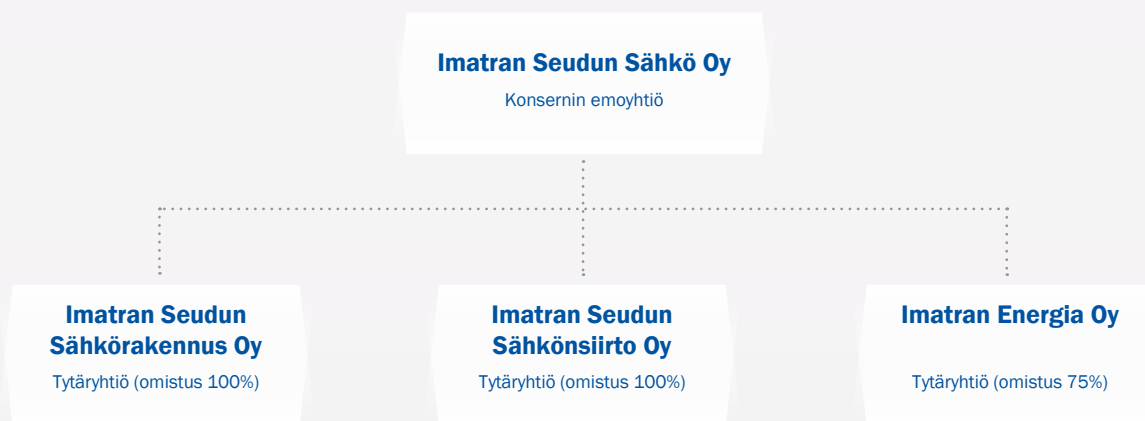 Imatran Seudun Sähkö Oy
Konsernin emoyhtiö
Imatran Seudun
Sähkörakennus Oy
Tytäryhtiö (omistus 100%)
Imatran Seudun
Sähkönsiirto Oy
Tytäryhtiö (omistus 100%)
Imatran Energia Oy
Tytäryhtiö (omistus 75%)